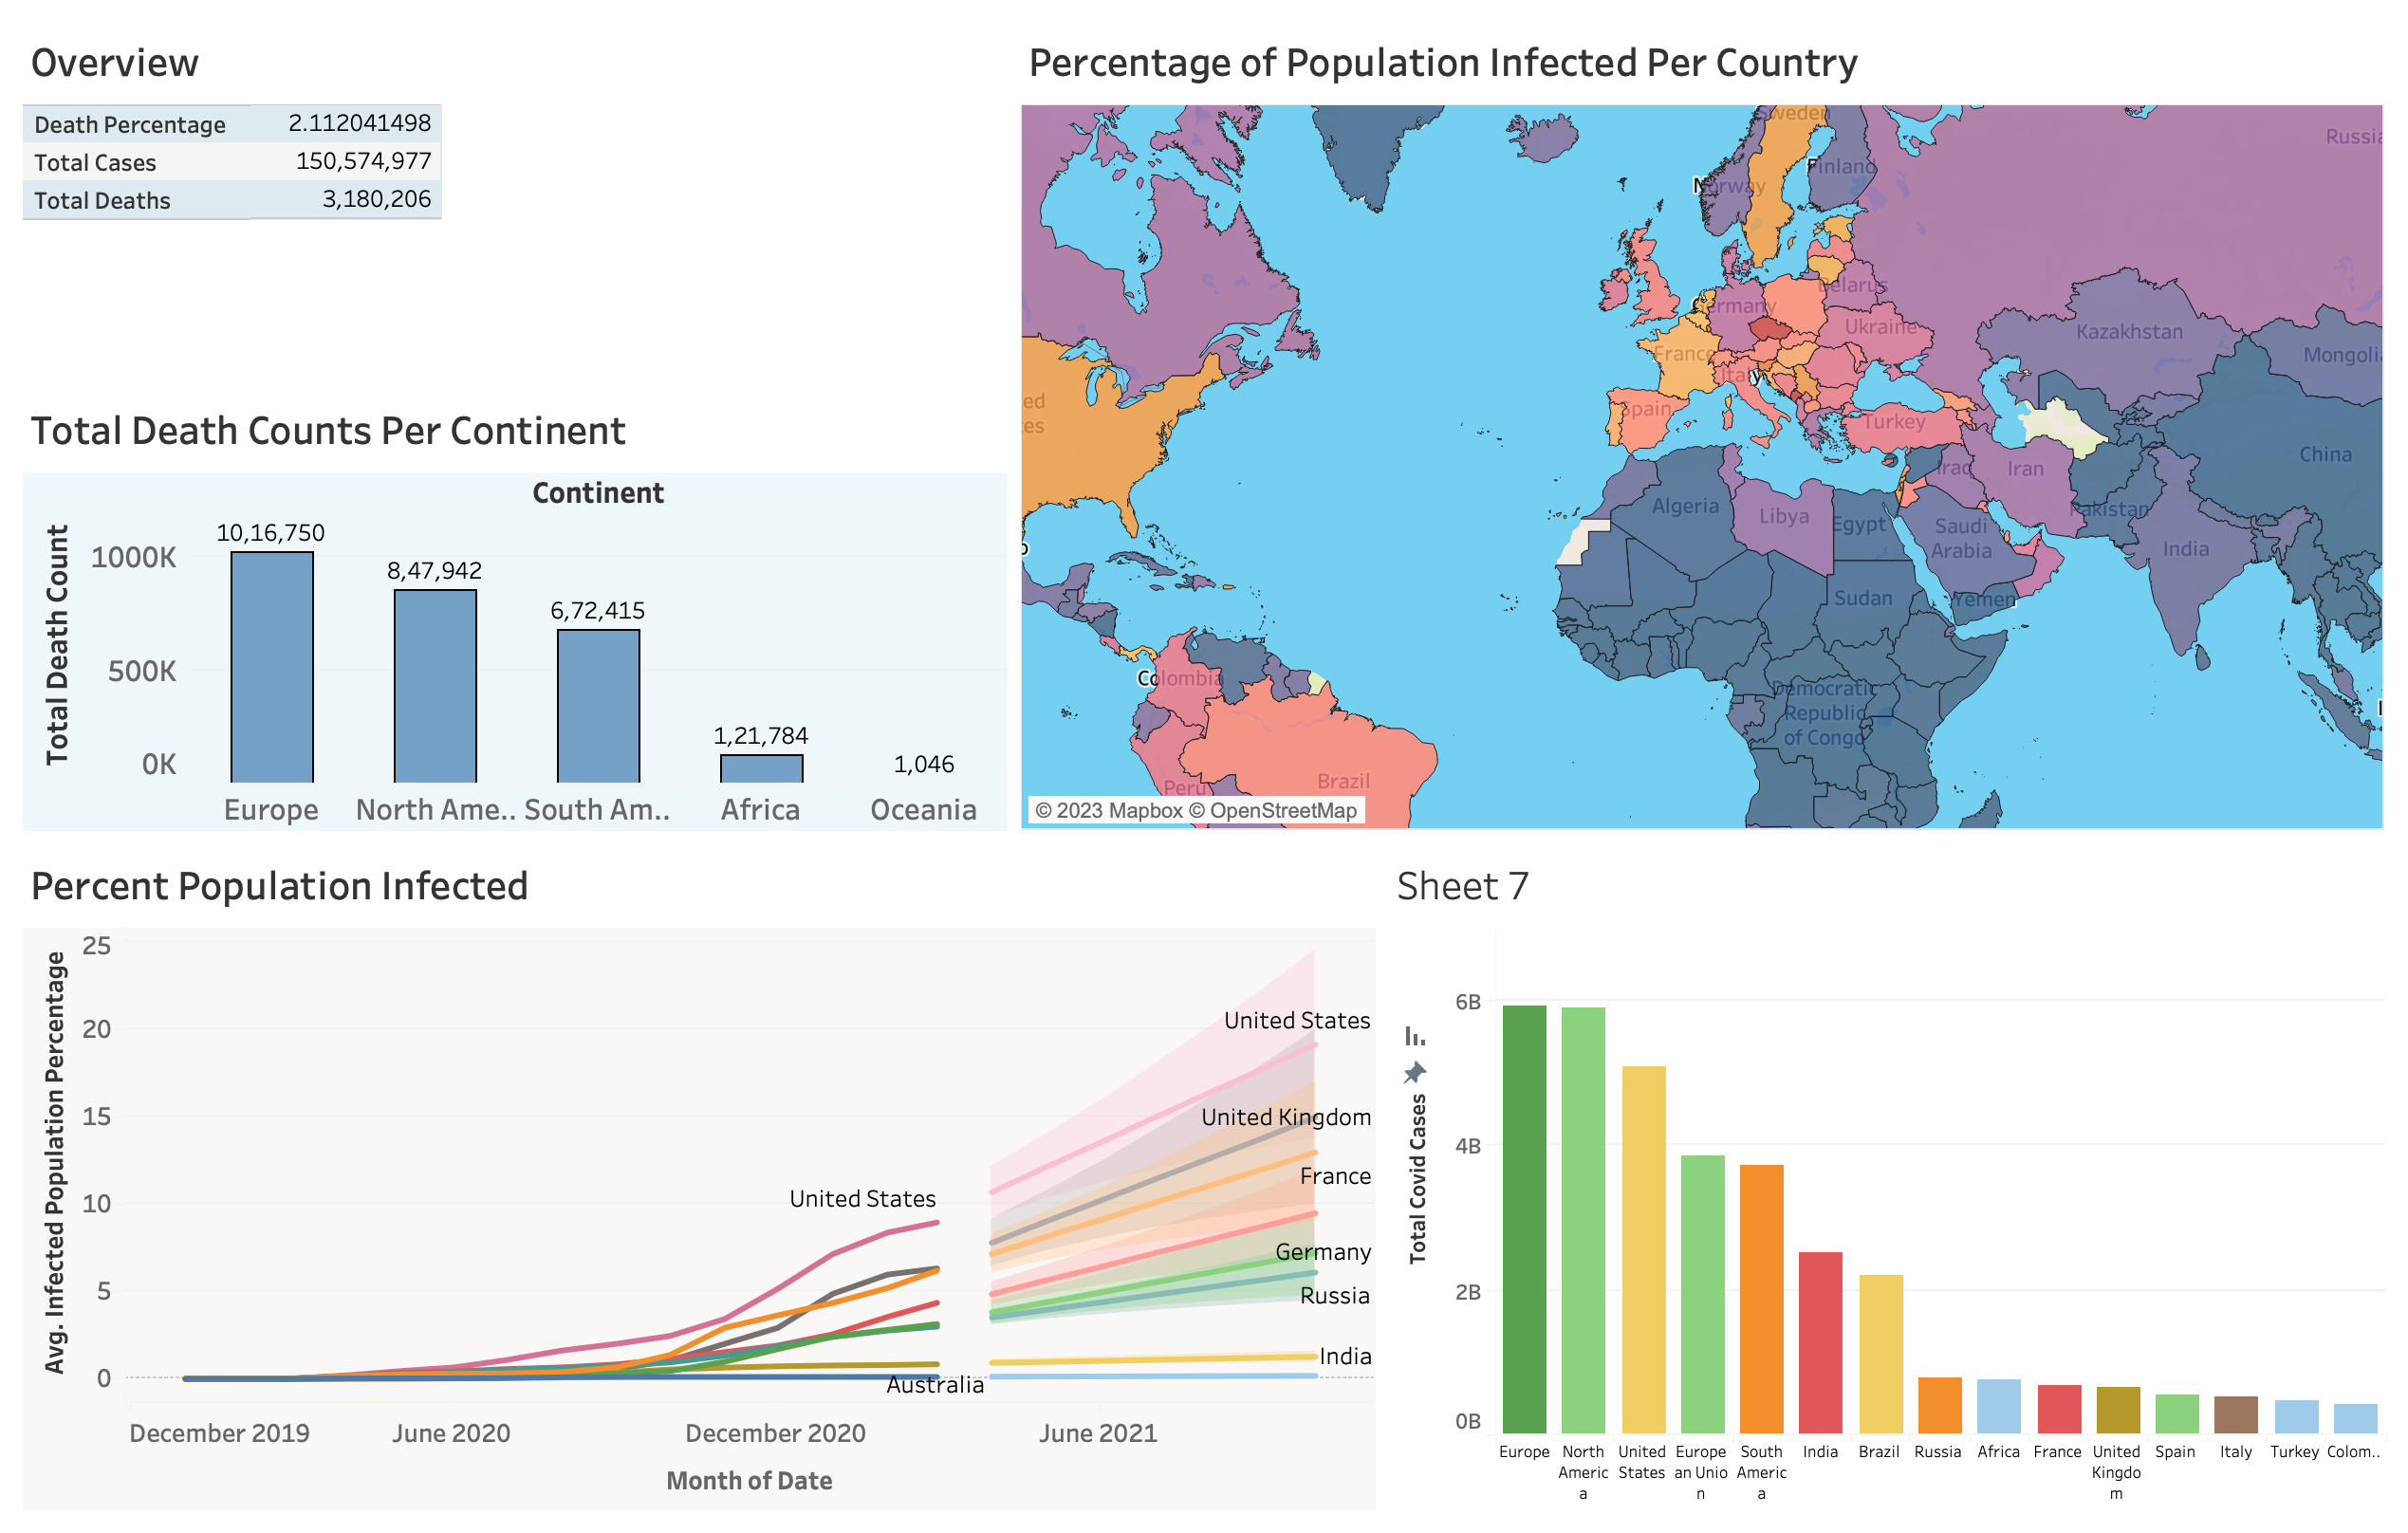 Overview
Death Percentage 2.112041498
Total Cases 150,574,977
Total Deaths 3,180,206
Percentage of Population Infected Per Country
Sweden
Russia
Finland
Norway
Belarus
Germany
Ukraine
Kazakhstan
France
Mongolia
Italy
ed
es
Spain
Turkey
China
Iraq
Iran
Algeria
Libya
Egypt
Pakistan
Saudi
Arabia
India
Sudan
Yemen
Colombia
Democratic
Republic
of Congo
Peru
Brazil
© 2023 Mapbox © OpenStreetMap
Total Death Counts Per Continent
Continent
Total Death Count
1000K
500K
0K
10,16,750
8,47,942
6,72,415
1,21,784
1,046
Europe North Ame.. South Am.. Africa Oceania
Percent Population Infected
Avg. Infected Population Percentage
25
20
15
10
5
0
United States
United Kingdom
France
United States
Germany
Russia
India
Australia
December 2019 June 2020 December 2020 June 2021
Month of Date
Sheet 7
Total Covid Cases
6B
4B
2B
0B
Europe North United Europe South India Brazil Russia Africa France United Spain Italy Turkey Colom..
Americ States an Unio Americ Kingdo
a n a m